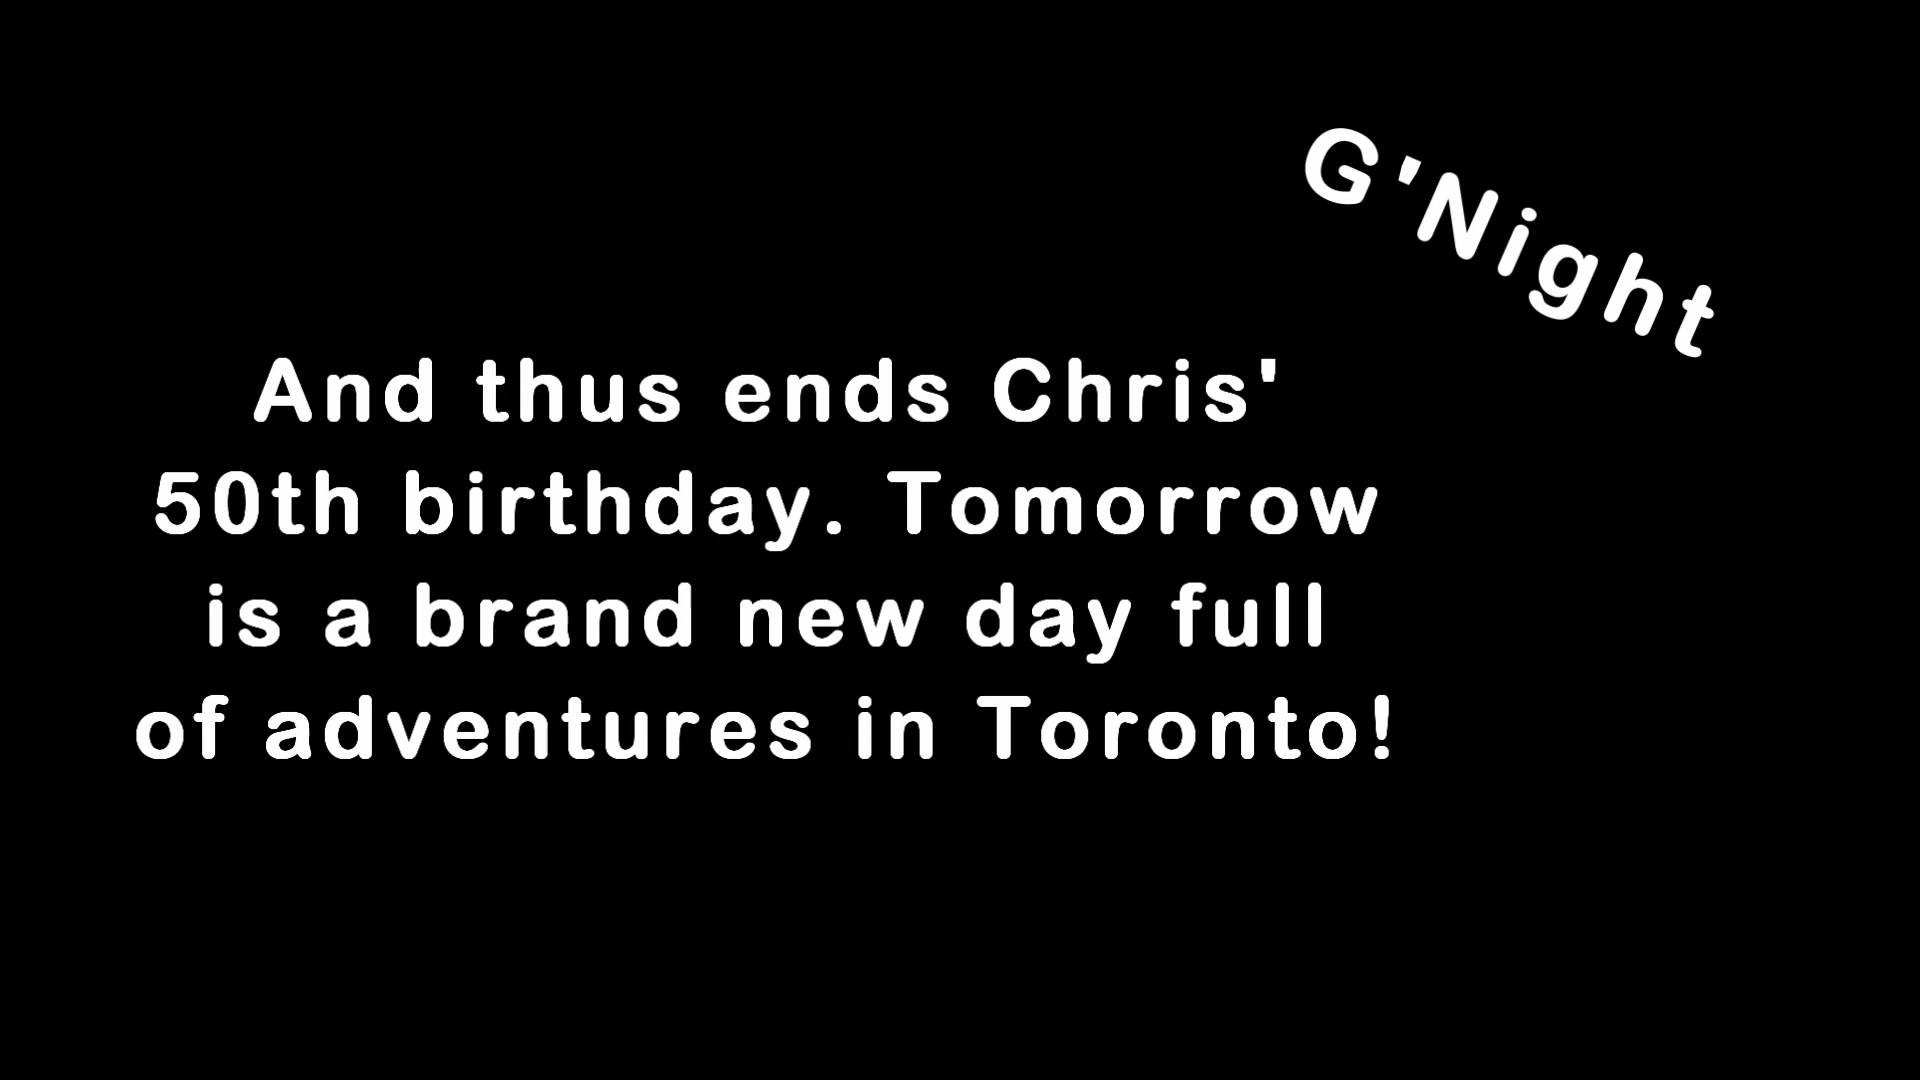 G'Night
And thus ends Chris'
50th birthday. Tomorrow
is a brand new day full
of adventures in Toronto!